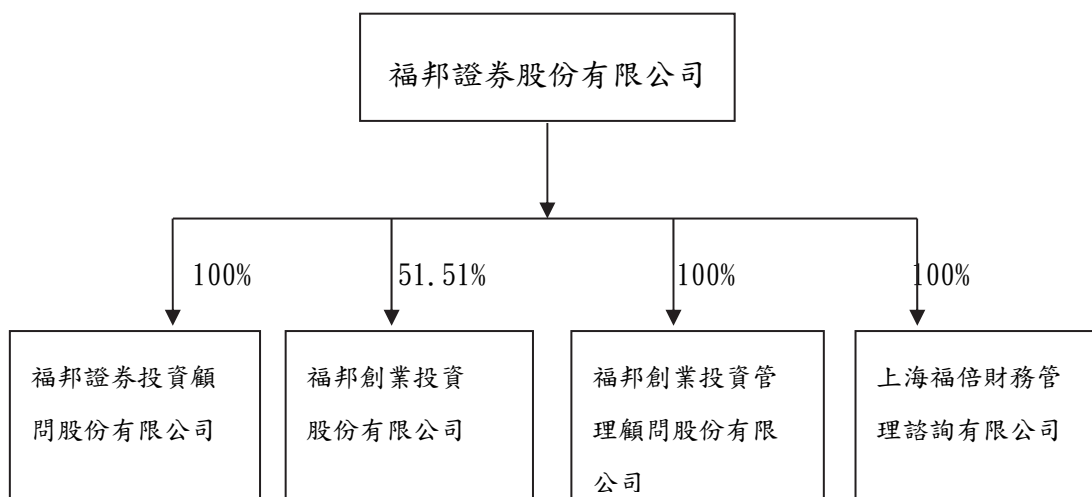 福邦證券股份有限公司
100%
51.51%
100%
100%
福邦證券投資顧
問股份有限公司
福邦創業投資
股份有限公司
福邦創業投資管
理顧問股份有限
公司
上海福倍財務管
理諮詢有限公司